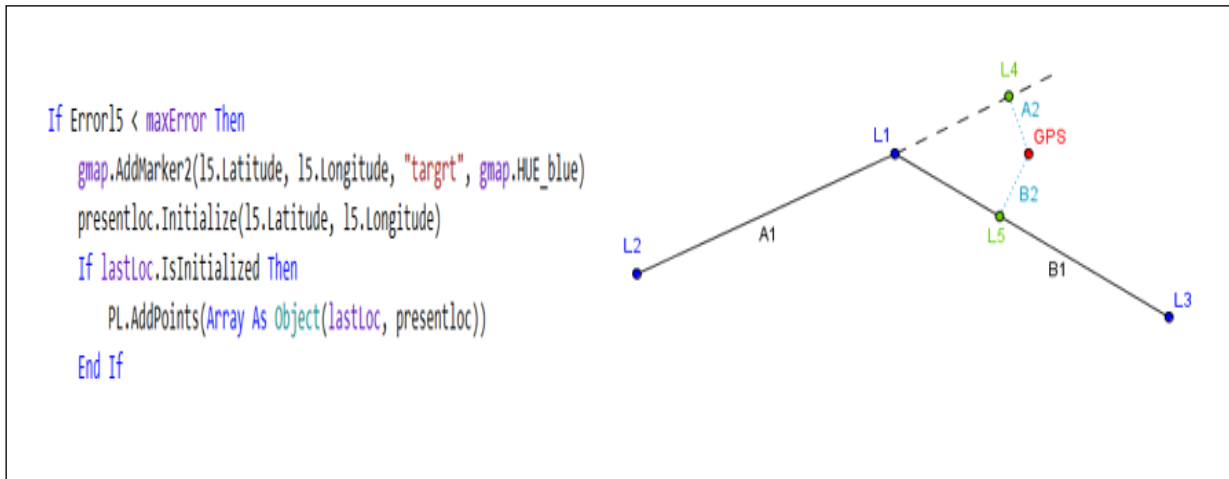 If Errorl5 < maxError Then
gmap.AddMarker2(l5.Latitude, l5.Longitude, "targrt", gmap.HUE_blue)
presentloc.Initialize(l5.Latitude, l5.Longitude)
If lastLoc.IsInitialized Then
PL.AddPoints(Array As Object(lastLoc, presentloc))
End If
L4
A2
L1
GPS
B2
A1
L2
L5
B1
L3